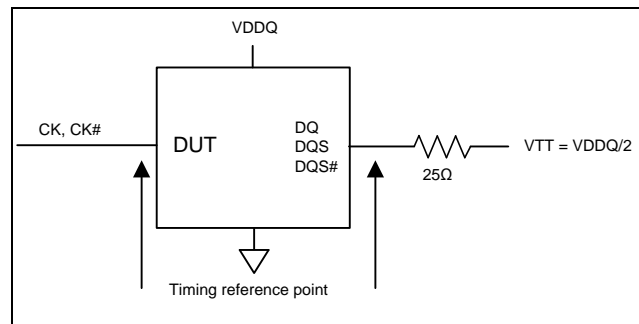 VDDQ
CK, CK#
DUT
DQ
DQS
DQS#
25Ω
VTT = VDDQ/2
Timing reference point